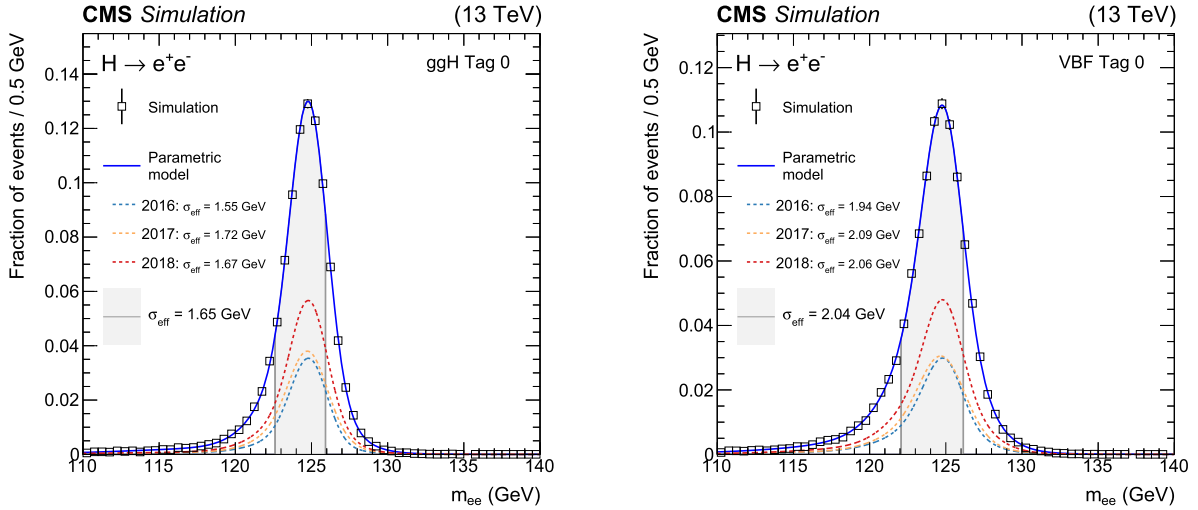 CMS Simulation (13 TeV)
Fraction of events / 0.5 GeV
H → e⁺e⁻ ggH Tag 0
Simulation
Parametric
model
2016: σeff = 1.55 GeV
2017: σeff = 1.72 GeV
2018: σeff = 1.67 GeV
σeff = 1.65 GeV
0.14
0.12
0.1
0.08
0.06
0.04
0.02
0
110 115 120 125 130 135 140
mee (GeV)
CMS Simulation (13 TeV)
Fraction of events / 0.5 GeV
H → e⁺e⁻ VBF Tag 0
Simulation
Parametric
model
2016: σeff = 1.94 GeV
2017: σeff = 2.09 GeV
2018: σeff = 2.06 GeV
σeff = 2.04 GeV
0.12
0.1
0.08
0.06
0.04
0.02
0
110 115 120 125 130 135 140
mee (GeV)